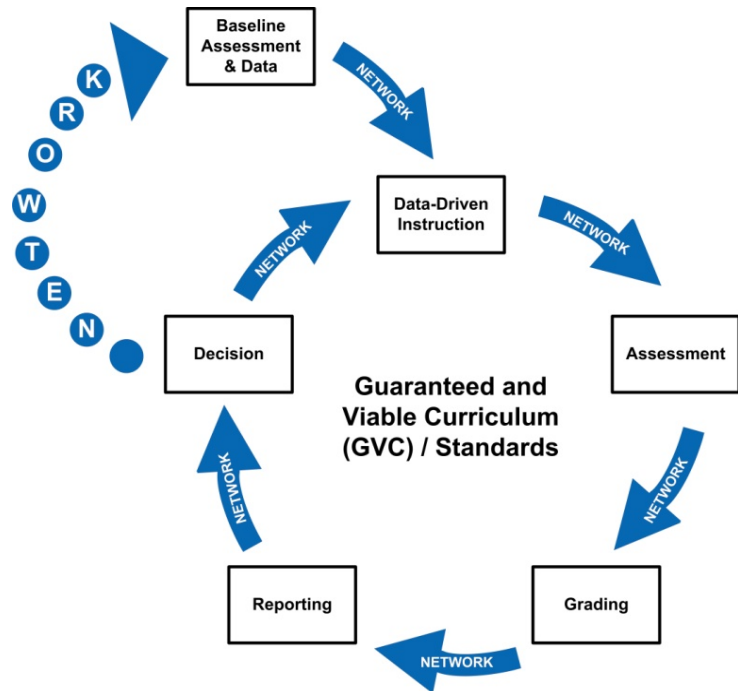 Baseline
Assessment
& Data
NETWORK
Data-Driven
Instruction
NETWORK
Assessment
NETWORK
Grading
NETWORK
Reporting
NETWORK
Decision
NETWORK
NETWORK
Guaranteed and
Viable Curriculum
(GVC) / Standards